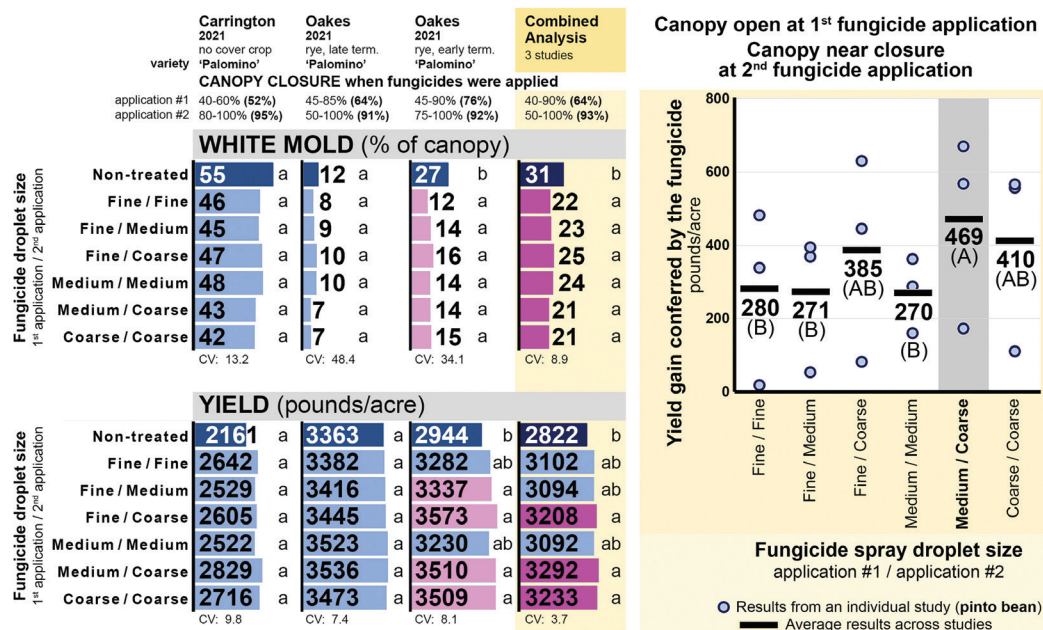 Carrington Oakes Oakes Combined
2021 2021 2021 Analysis
no cover crop rye, late term. rye, early term. 3 studies
variety 'Palomino' 'Palomino' 'Palomino'
CANOPY CLOSURE when fungicides were applied
application #1 40-60% (52%) 45-85% (64%) 45-90% (76%) 40-90% (64%)
application #2 80-100% (95%) 50-100% (91%) 75-100% (92%) 50-100% (93%)
WHITE MOLD (% of canopy)
Fungicide droplet size
1st application / 2nd application
Non-treated 55 a 12 a 27 b 31 b
Fine / Fine 46 a 8 a 12 a 22 a
Fine / Medium 45 a 9 a 14 a 23 a
Fine / Coarse 47 a 10 a 16 a 25 a
Medium / Medium 48 a 10 a 14 a 24 a
Medium / Coarse 43 a 7 a 14 a 21 a
Coarse / Coarse 42 a 7 a 15 a 21 a
CV: 13.2 CV: 48.4 CV: 34.1 CV: 8.9
YIELD (pounds/acre)
Fungicide droplet size
1st application / 2nd application
Non-treated 2161 a 3363 a 2944 b 2822 b
Fine / Fine 2642 a 3382 a 3282 ab 3102 ab
Fine / Medium 2529 a 3416 a 3337 a 3094 ab
Fine / Coarse 2605 a 3445 a 3573 a 3208 a
Medium / Medium 2522 a 3523 a 3230 ab 3092 ab
Medium / Coarse 2829 a 3536 a 3510 a 3292 a
Coarse / Coarse 2716 a 3473 a 3509 a 3233 a
CV: 9.8 CV: 7.4 CV: 8.1 CV: 3.7
Canopy open at 1st fungicide application
Canopy near closure
at 2nd fungicide application
Yield gain conferred by the fungicide
pounds/acre
800
600
400
200
0
280
(B)
271
(B)
385
(AB)
270
(B)
469
(A)
410
(AB)
Fine / Fine
Fine / Medium
Fine / Coarse
Medium / Medium
Medium / Coarse
Coarse / Coarse
Fungicide spray droplet size
application #1 / application #2
Results from an individual study (pinto bean)
Average results across studies